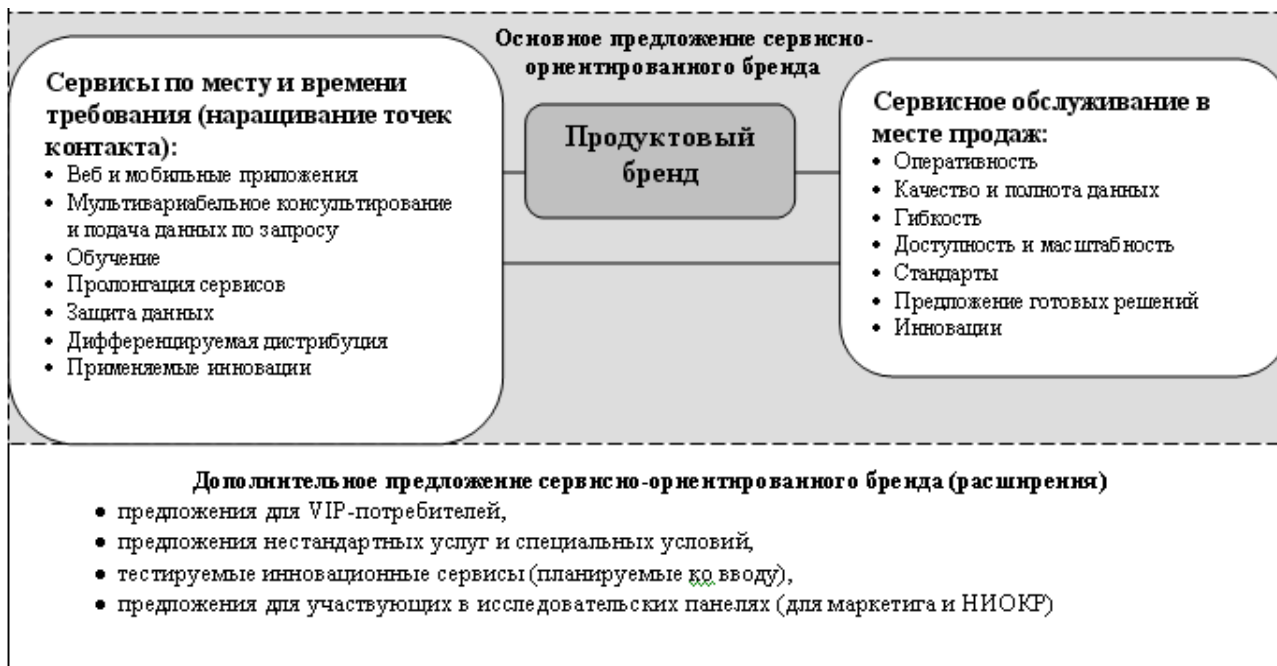 Основное предложение сервисно-
ориентированного бренда
Сервисы по месту и времени
требования (наращивание точек
контакта):
• Веб и мобильные приложения
• Мультивариабельное консультирование
и подача данных по запросу
• Обучение
• Пролонгация сервисов
• Защита данных
• Дифференцируемая дистрибуция
• Применяемые инновации
Продуктовый
бренд
Сервисное обслуживание в
месте продаж:
• Оперативность
• Качество и полнота данных
• Гибкость
• Доступность и масштабность
• Стандарты
• Предложение готовых решений
• Инновации
Дополнительное предложение сервисно-ориентированного бренда (расширения)
• предложения для VIP-потребителей,
• предложения нестандартных услуг и специальных условий,
• тестируемые инновационные сервисы (планируемые ко вводу),
• предложения для участвующих в исследовательских панелях (для маркетига и НИОКР)